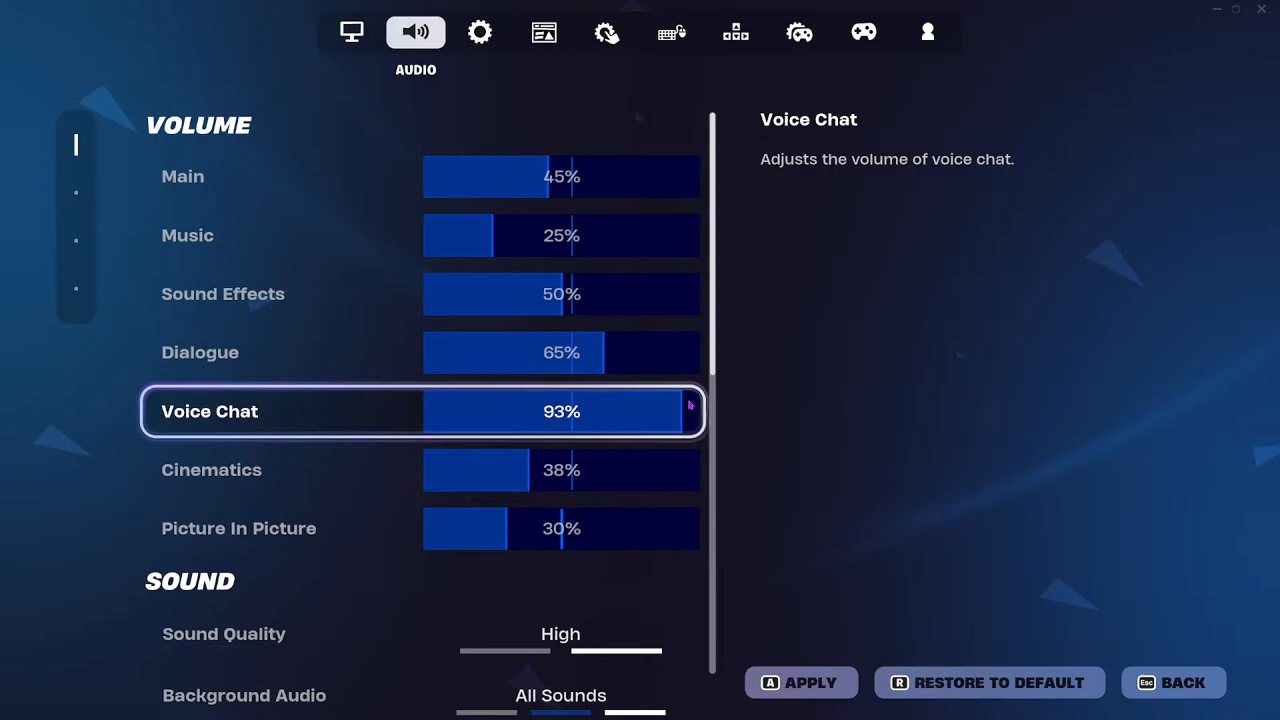 AUDIO
VOLUME
Main 45%
Music 25%
Sound Effects 50%
Dialogue 65%
Voice Chat 93%
Cinematics 38%
Picture In Picture 30%
SOUND
Sound Quality High
Background Audio All Sounds
Voice Chat
Adjusts the volume of voice chat.
A APPLY
R RESTORE TO DEFAULT
Esc BACK